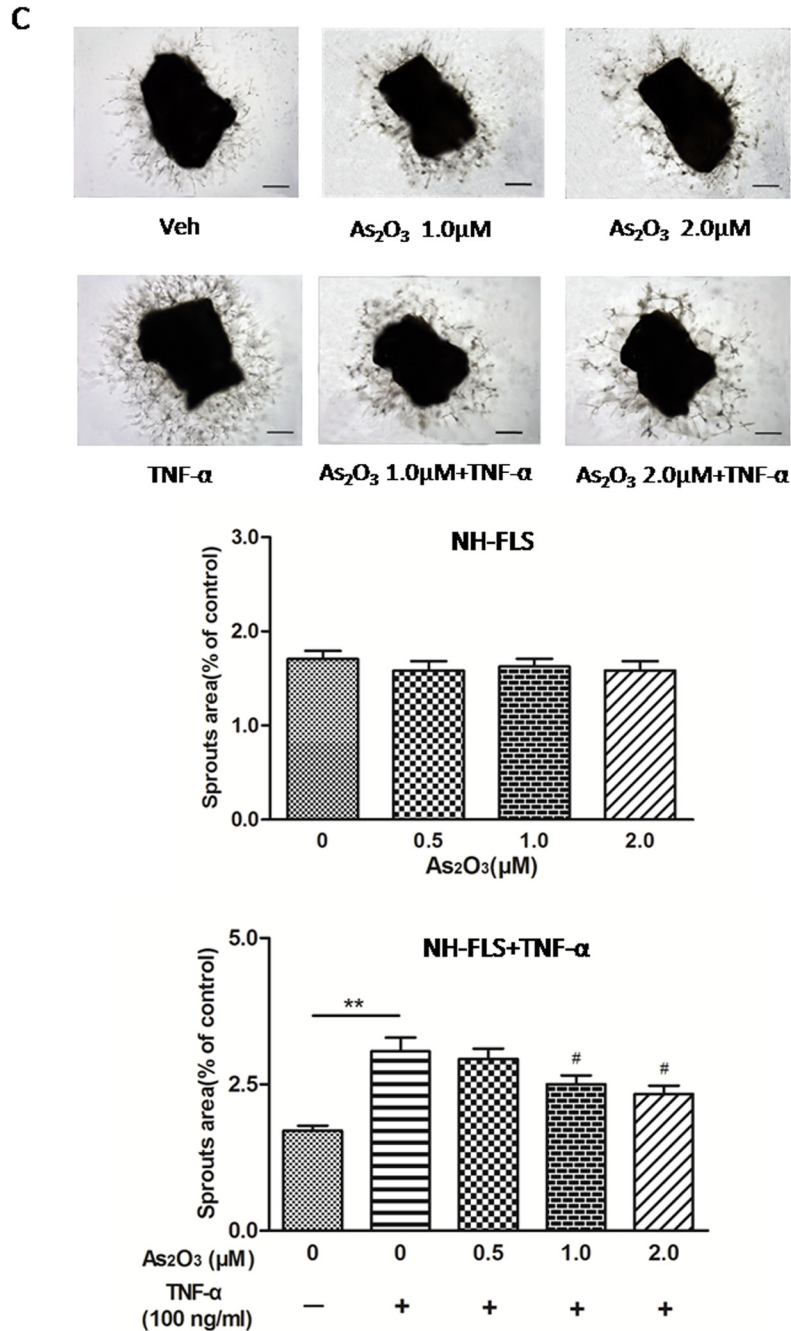 C
Veh
As₂O₃ 1.0μM
As₂O₃ 2.0μM
TNF-α
As₂O₃ 1.0μM+TNF-α
As₂O₃ 2.0μM+TNF-α
NH-FLS
Sprouts area(% of control)
3.0
2.0
1.0
0.0
0 0.5 1.0 2.0
As₂O₃(μM)
NH-FLS+TNF-α
Sprouts area(% of control)
5.0
2.5
0.0
**
# #
As₂O₃ (μM) 0 0 0.5 1.0 2.0
TNF-α
(100 ng/ml) — + + + +